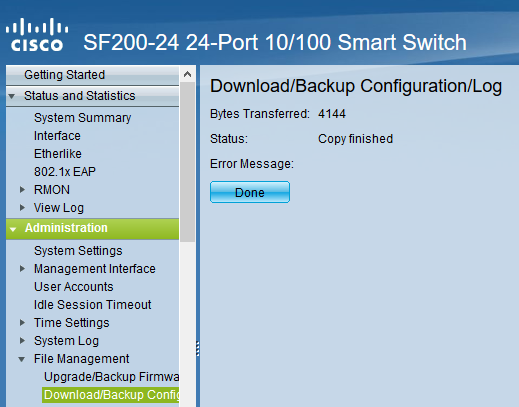 CISCO
SF200-24 24-Port 10/100 Smart Switch
Getting Started
Status and Statistics
System Summary
Interface
Etherlike
802.1x EAP
RMON
View Log
Administration
System Settings
Management Interface
User Accounts
Idle Session Timeout
Time Settings
System Log
File Management
Upgrade/Backup Firmwa
Download/Backup Config
Download/Backup Configuration/Log
Bytes Transferred: 4144
Status: Copy finished
Error Message:
Done